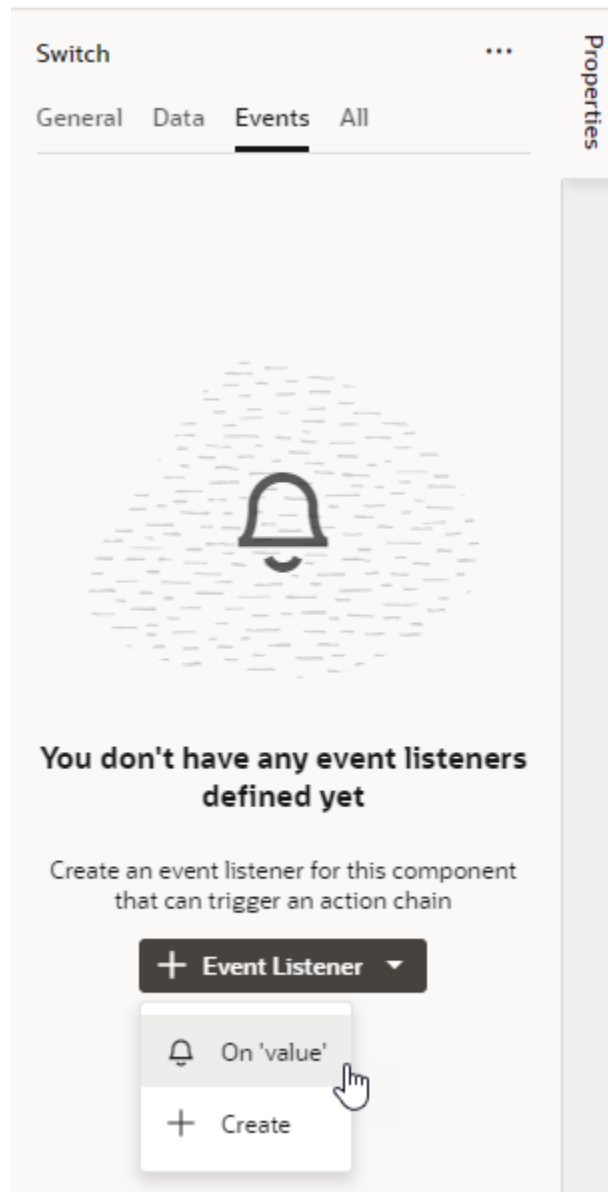 Switch
Properties
General Data Events All
You don't have any event listeners
defined yet
Create an event listener for this component
that can trigger an action chain
Event Listener
On 'value'
Create